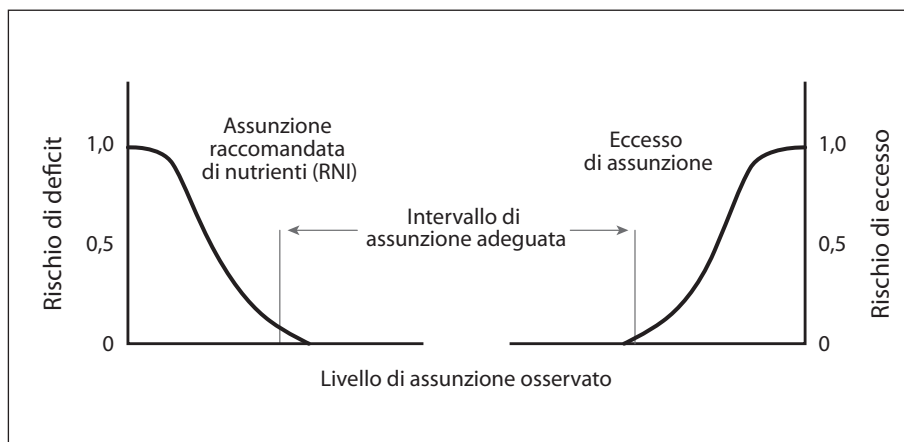 Rischio di deficit
1,0
0,5
0
Assunzione
raccomandata
di nutrienti (RNI)
Intervallo di
assunzione adeguata
Eccesso
di assunzione
1,0
0,5
0
Rischio di eccesso
Livello di assunzione osservato